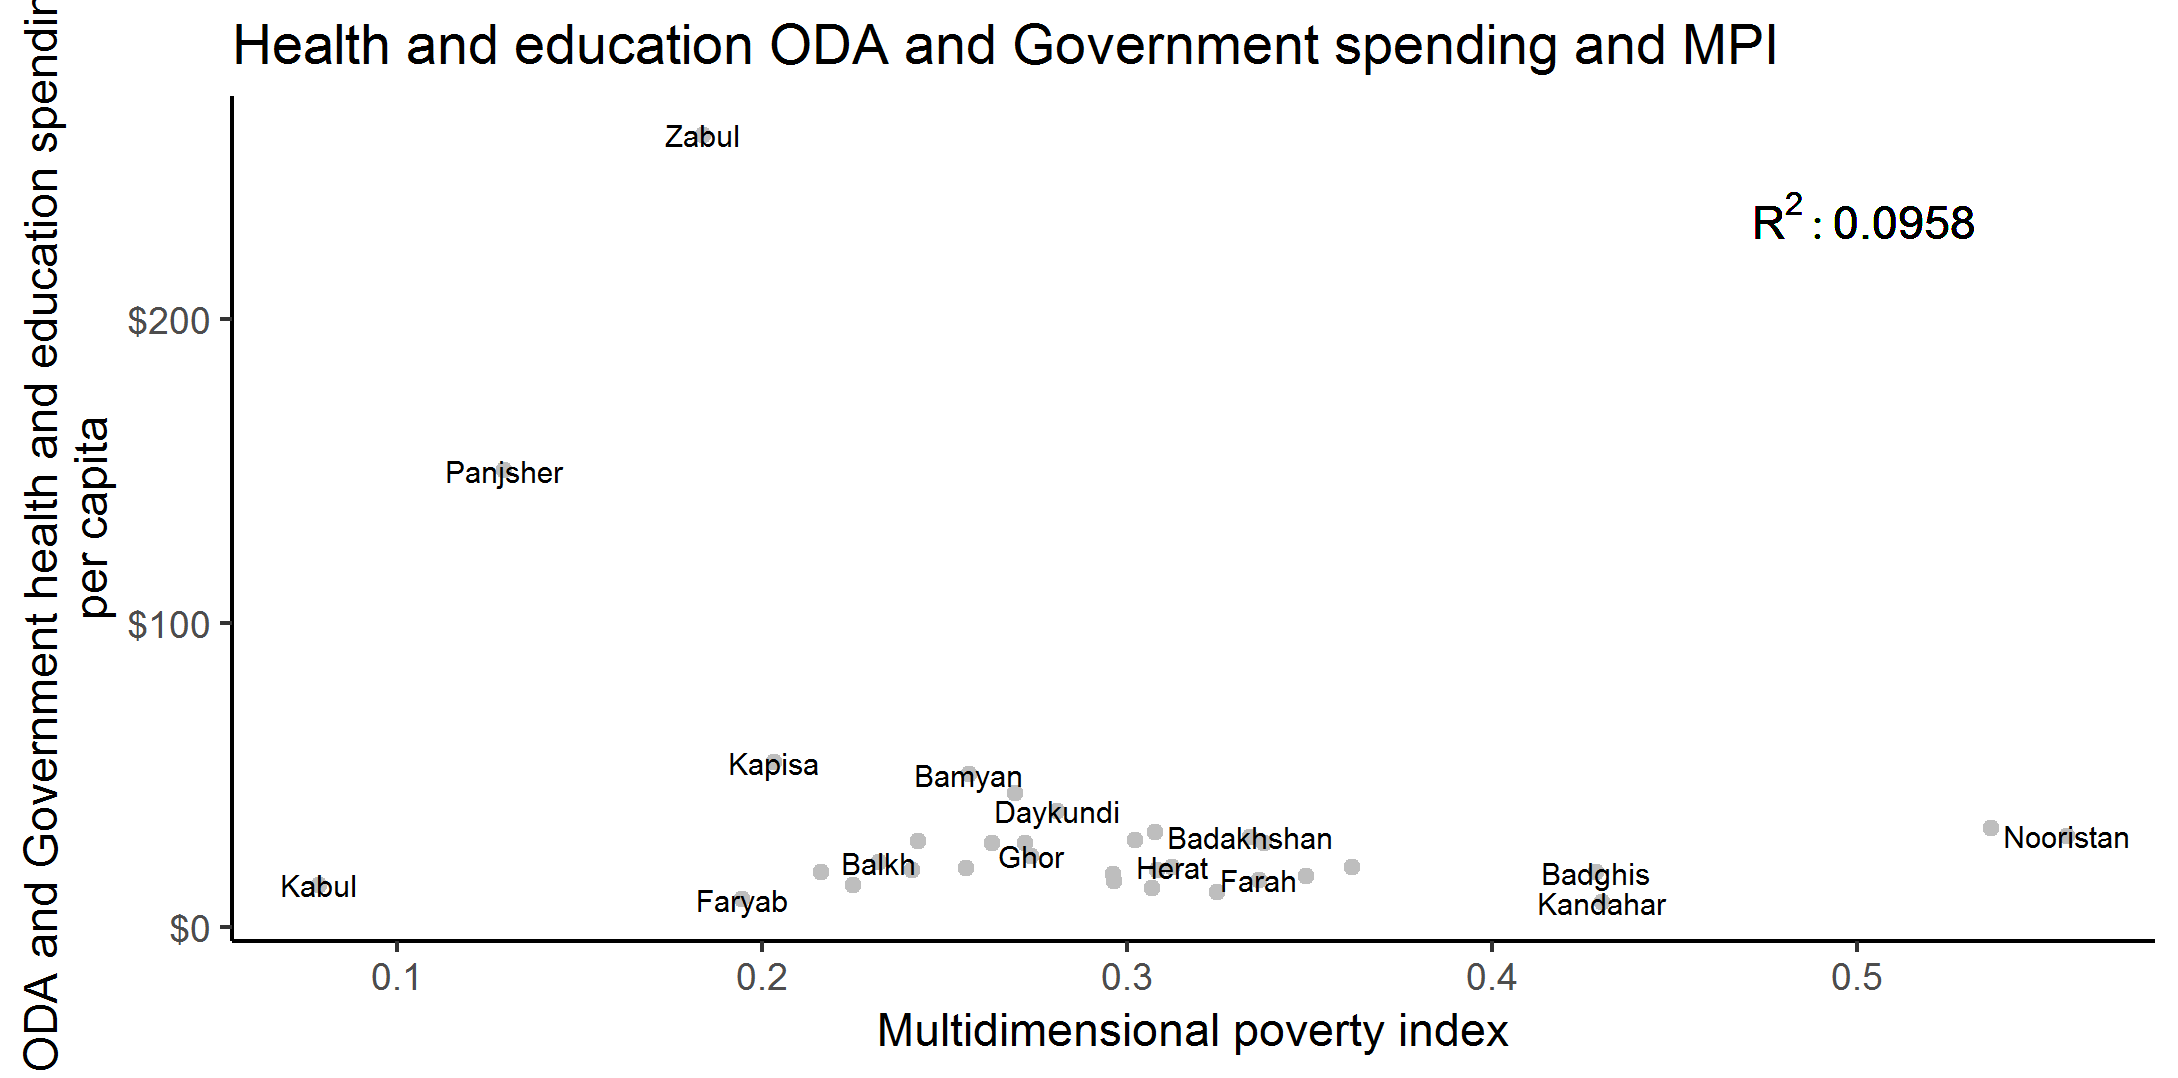 Health and education ODA and Government spending and MPI
ODA and Government health and education
per capita
$200
$100
$0
Zabul
R²: 0.0958
Panjsher
Kapisa
Bamyan
Daykundi
Badakhshan
Nooristan
Balkh
Ghor
Herat
Farah
Badghis
Kabul
Faryab
Kandahar
0.1
0.2
0.3
0.4
0.5
Multidimensional poverty index